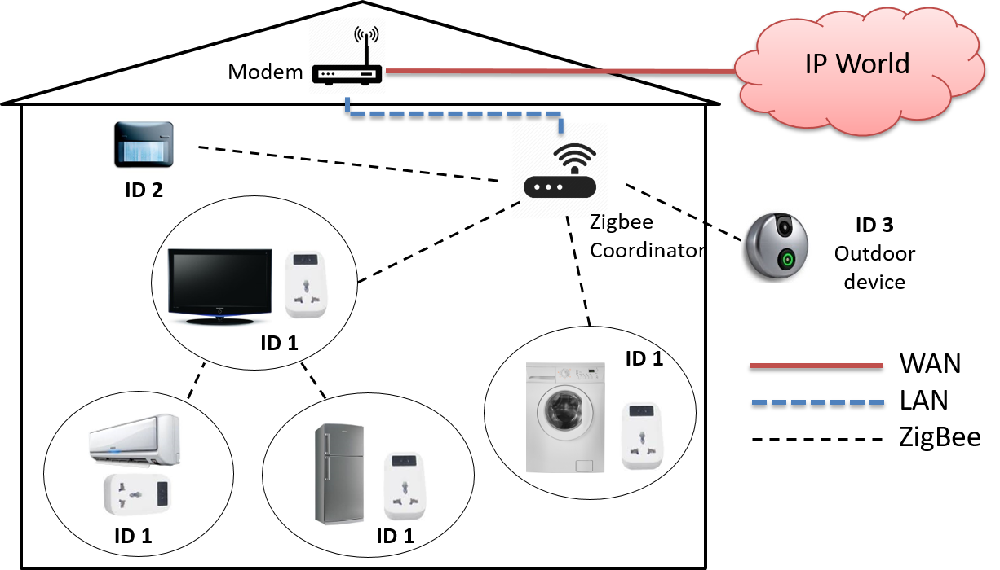 Modem
IP World
ID 2
Zigbee
Coordinator
ID 3
Outdoor
device
ID 1
ID 1
WAN
LAN
ZigBee
ID 1
ID 1